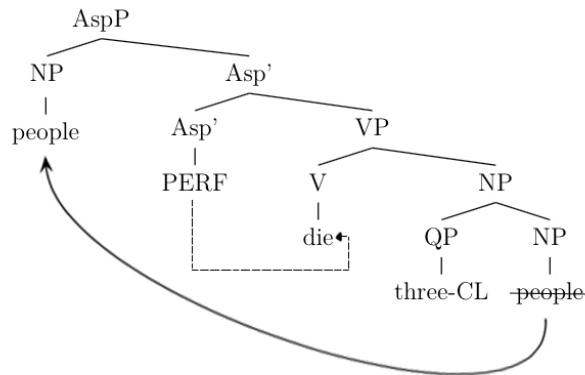 AspP
NP Asp'
people Asp' VP
PERF V NP
die QP NP
three-CL people